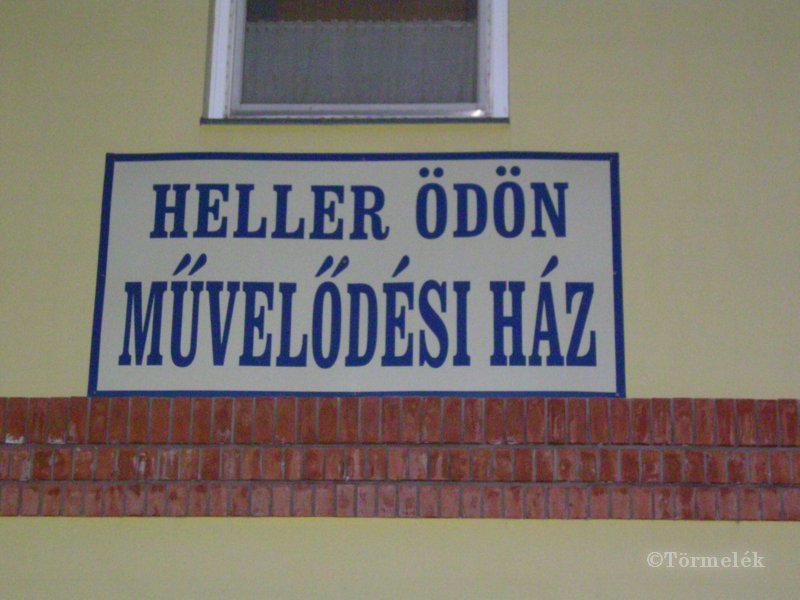 HELLER ÖDÖN
MŰVELŐDÉSI HÁZ
©Törmelék